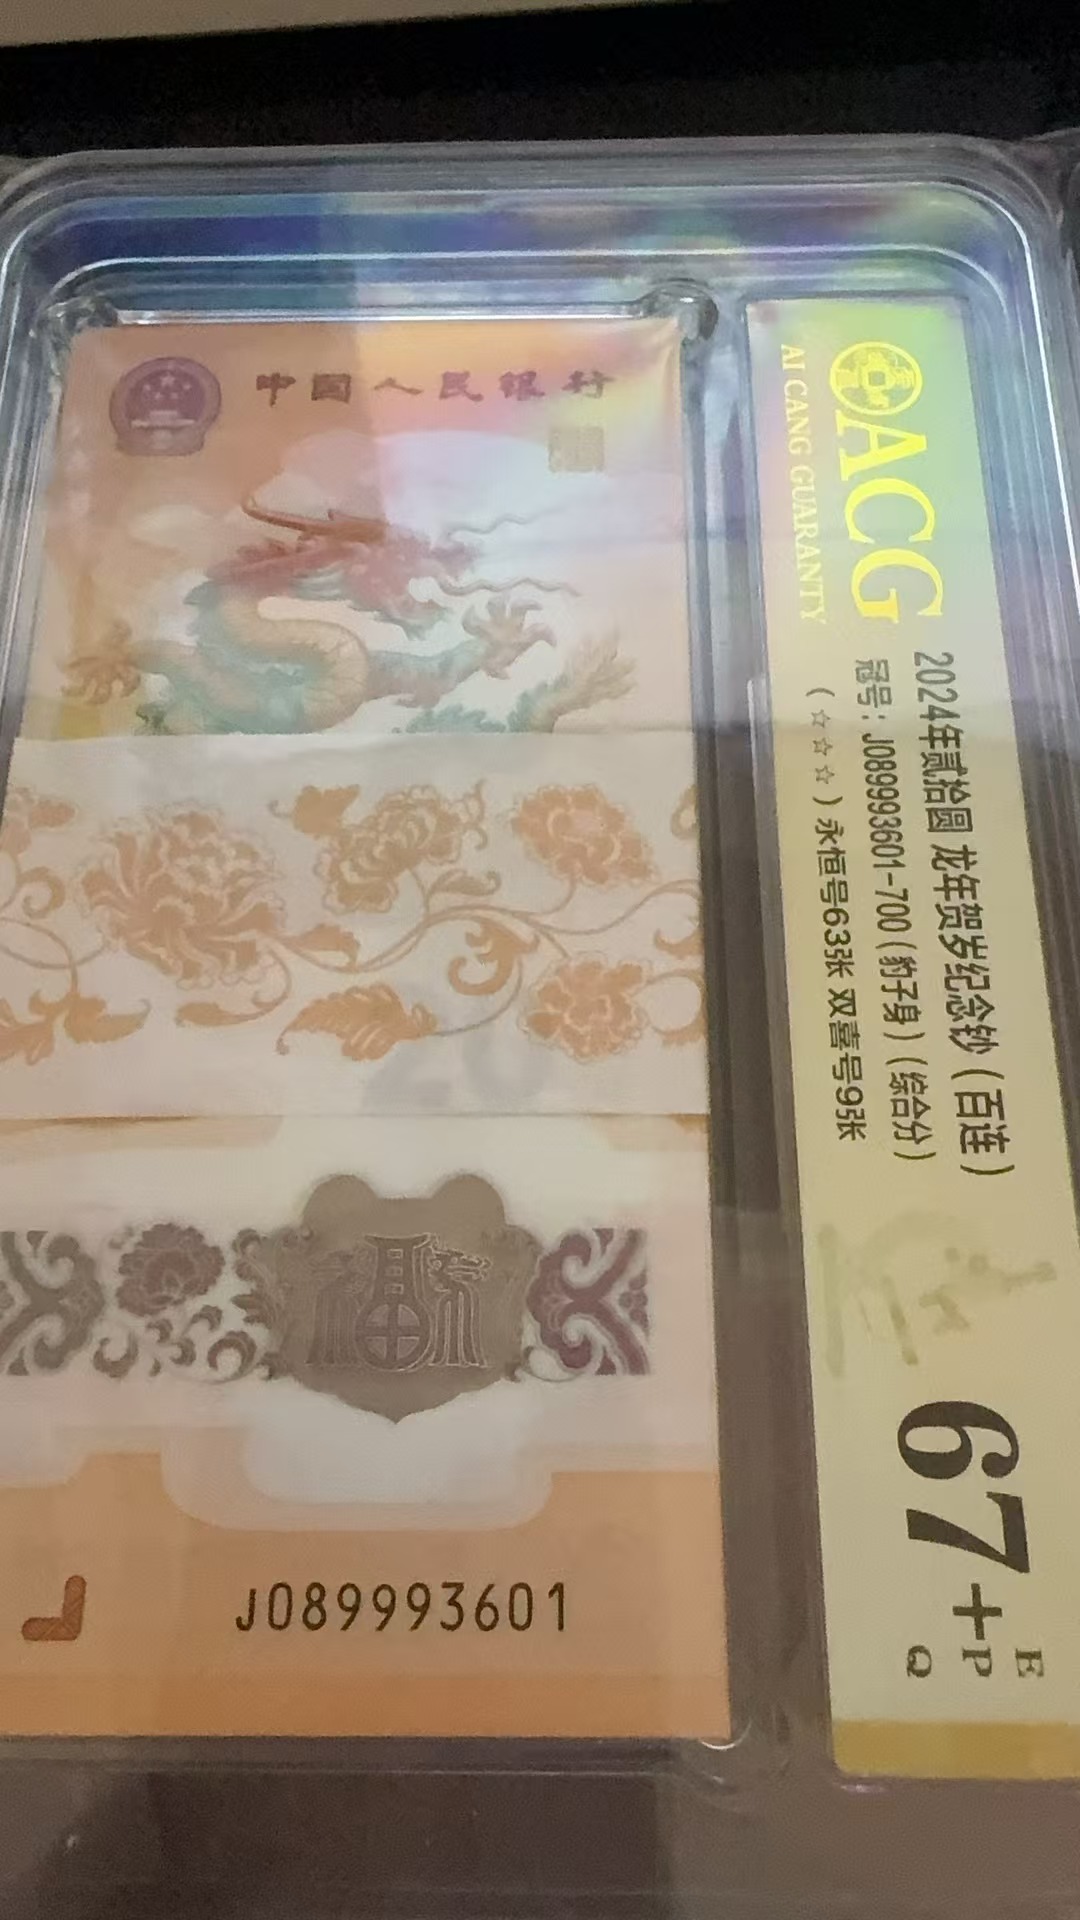 中国人民银行
福
J089993601
ACG
AI CANG GUARANTY
2024年贰拾圆 龙年贺岁纪念钞（百连）
冠号：J089993601-700（豹子身）（综合分）
（☆☆☆）永恒号63张 双喜号9张
67+
E
P
Q